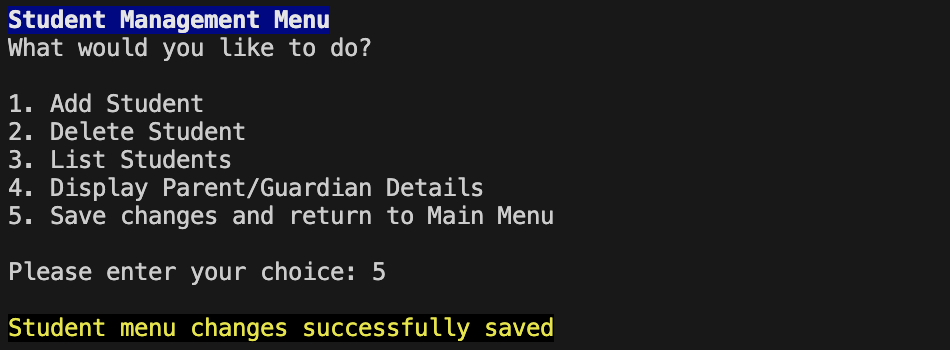 Student Management Menu
What would you like to do?
1. Add Student
2. Delete Student
3. List Students
4. Display Parent/Guardian Details
5. Save changes and return to Main Menu
Please enter your choice: 5
Student menu changes successfully saved